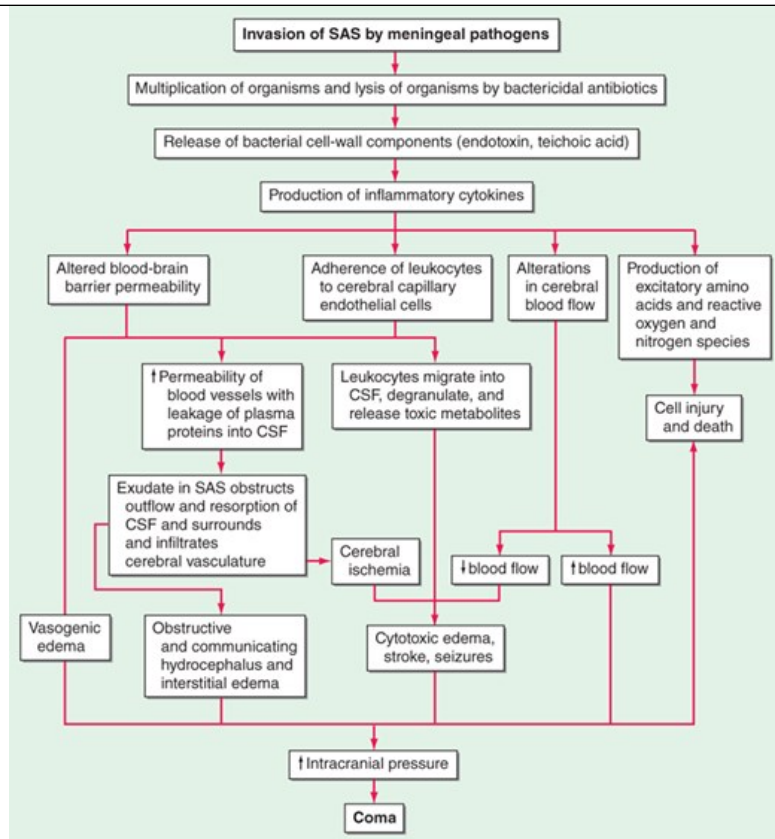 Invasion of SAS by meningeal pathogens
Multiplication of organisms and lysis of organisms by bactericidal antibiotics
Release of bacterial cell-wall components (endotoxin, teichoic acid)
Production of inflammatory cytokines
Altered blood-brain
barrier permeability
Adherence of leukocytes
to cerebral capillary
endothelial cells
Alterations
in cerebral
blood flow
Production of
excitatory amino
acids and reactive
oxygen and
nitrogen species
↑Permeability of
blood vessels with
leakage of plasma
proteins into CSF
Leukocytes migrate into
CSF, degranulate, and
release toxic metabolites
Cell injury
and death
Exudate in SAS obstructs
outflow and resorption of
CSF and surrounds
and infiltrates
cerebral vasculature
Cerebral
ischemia
↓blood flow
↑blood flow
Vasogenic
edema
Obstructive
and communicating
hydrocephalus and
interstitial edema
Cytotoxic edema,
stroke, seizures
↑Intracranial pressure
Coma